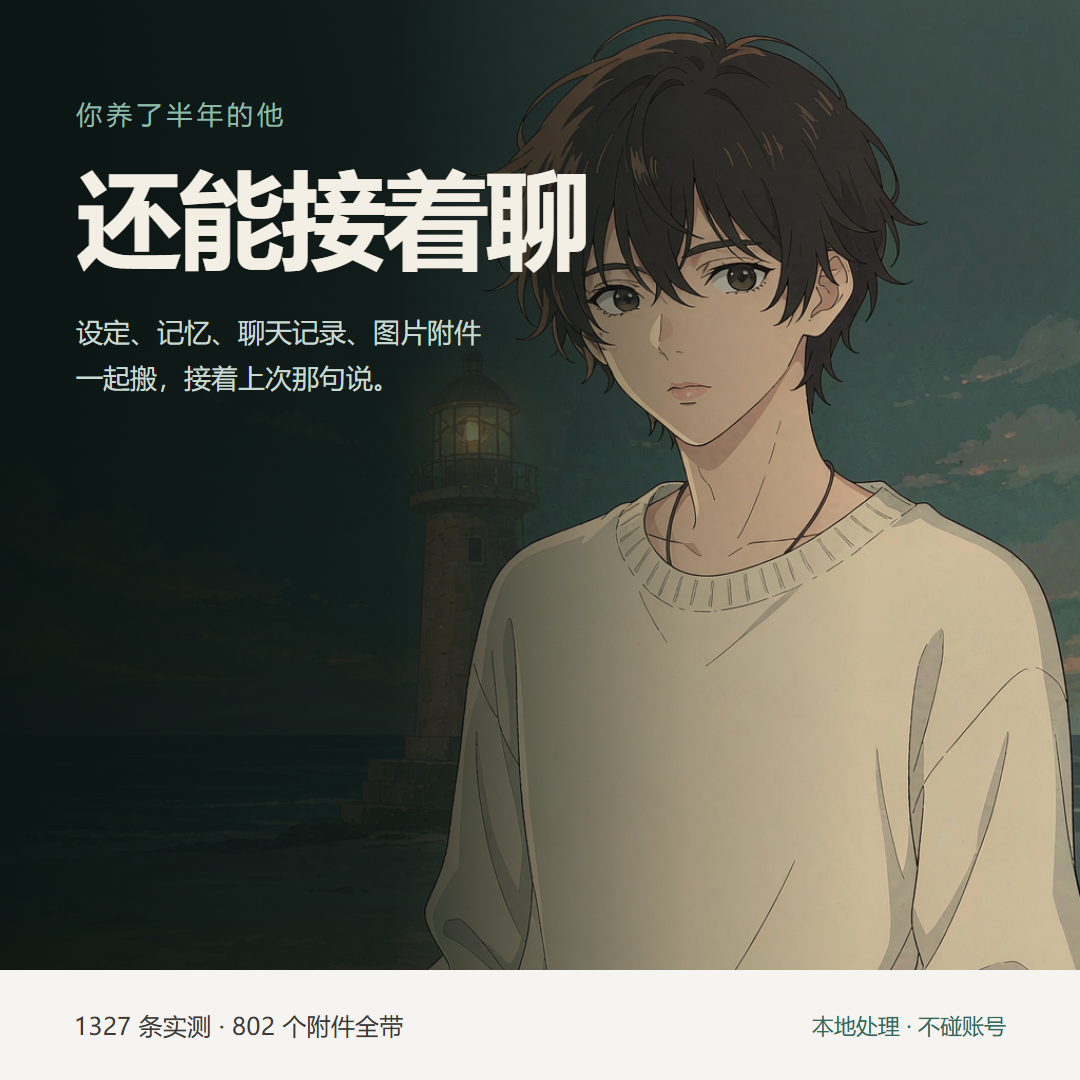 你养了半年的他
还能接着聊
设定、记忆、聊天记录、图片附件
一起搬，接着上次那句说。
1327 条实测 · 802 个附件全带
本地处理 · 不碰账号